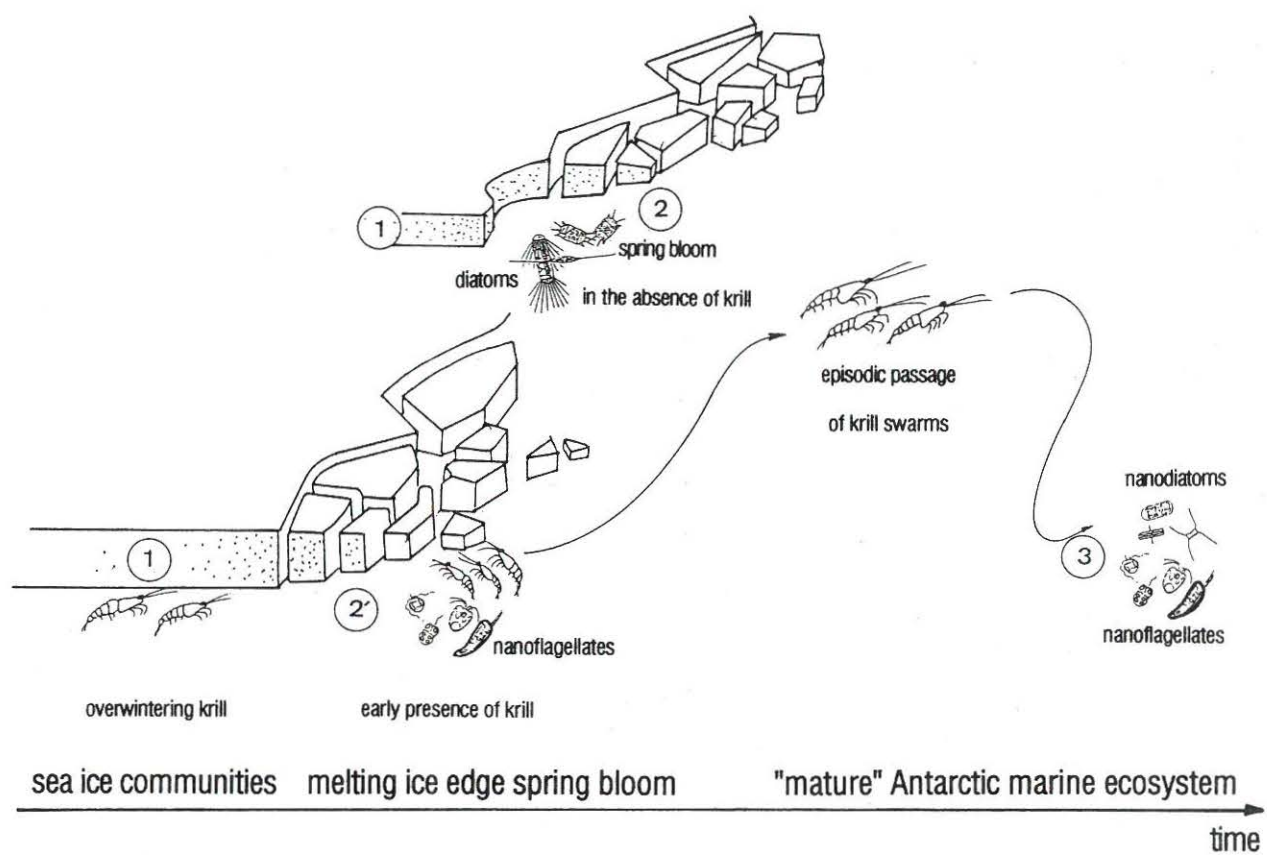 1
2
diatoms
spring bloom
in the absence of krill
episodic passage
of krill swarms
nanodiatoms
1
2'
3
nanoflagellates
nanoflagellates
overwintering krill
early presence of krill
sea ice communities
melting ice edge spring bloom
"mature" Antarctic marine ecosystem
time